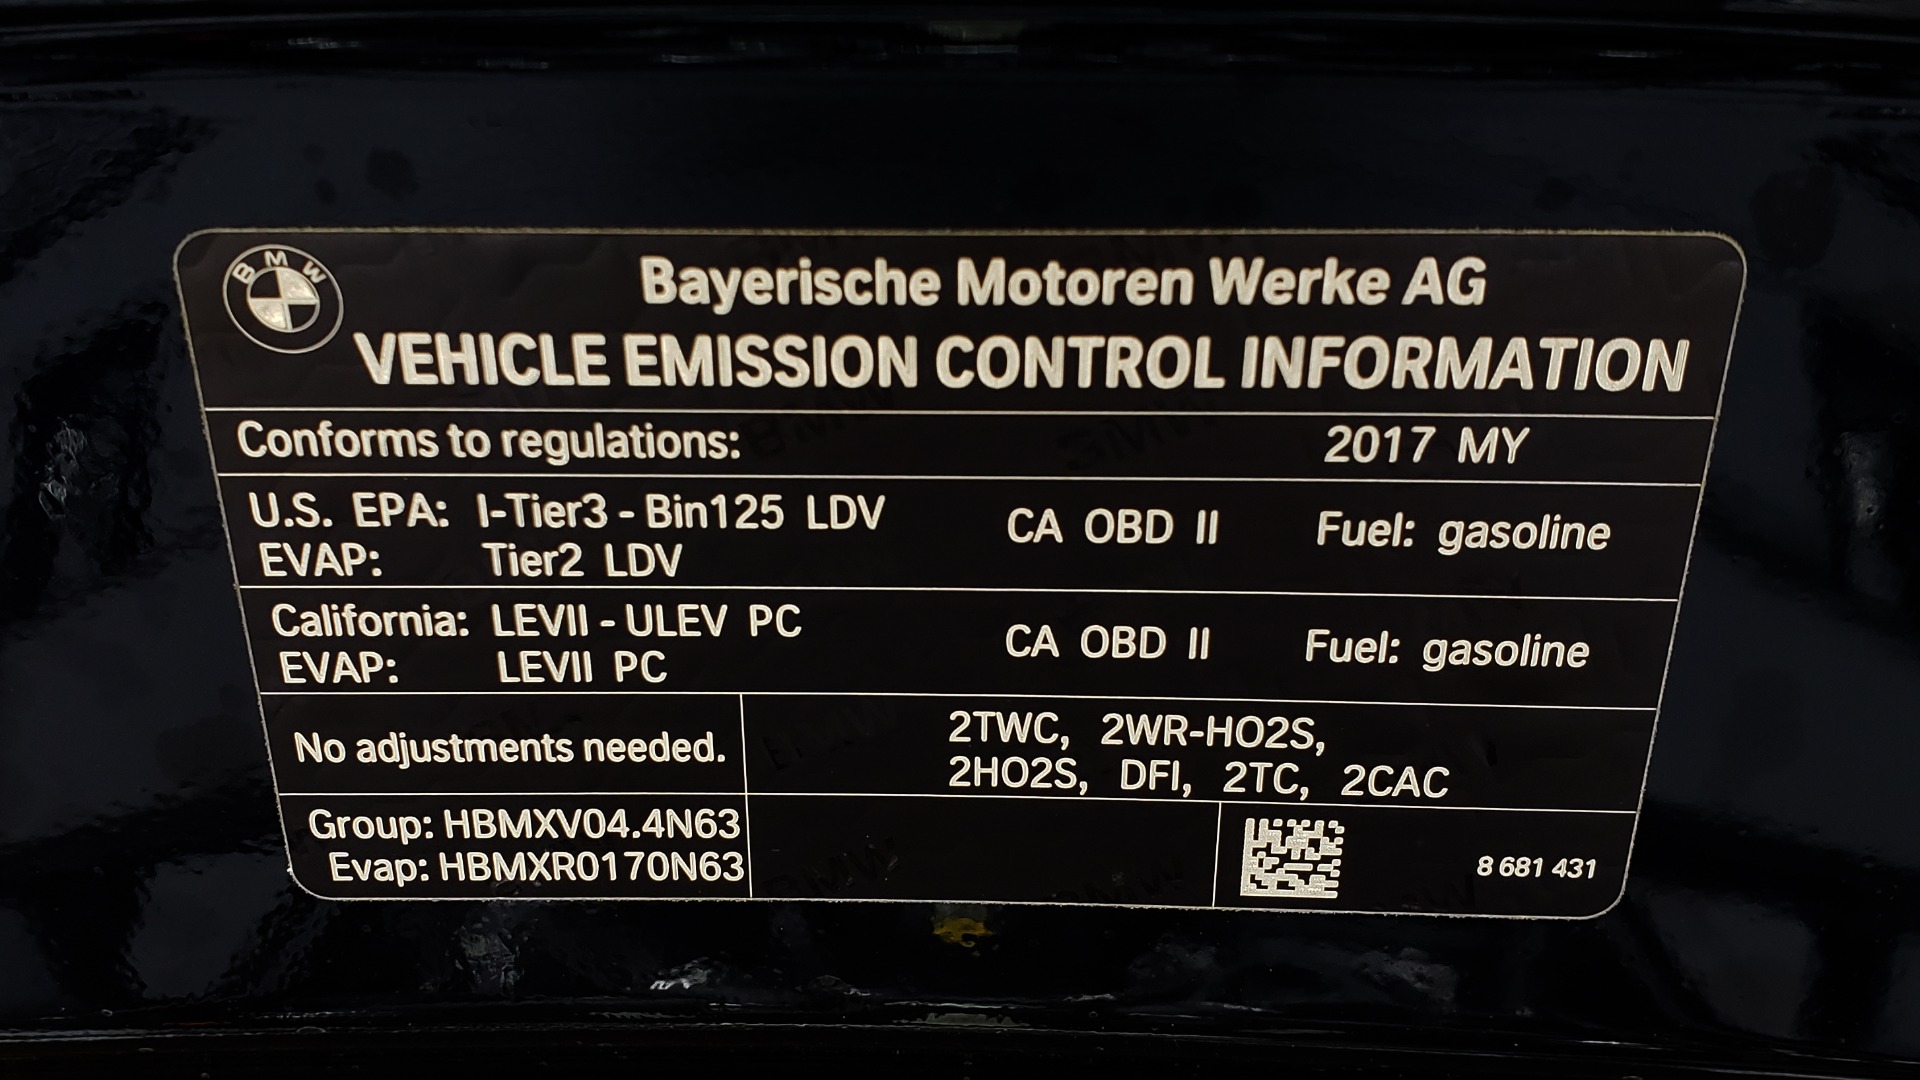 BMW
Bayerische Motoren Werke AG
VEHICLE EMISSION CONTROL INFORMATION
Conforms to regulations: 2017 MY
U.S. EPA: I-Tier3 - Bin125 LDV CA OBD II Fuel: gasoline
EVAP: Tier2 LDV
California: LEVII - ULEV PC CA OBD II Fuel: gasoline
EVAP: LEVII PC
No adjustments needed.
2TWC, 2WR-HO2S,
2HO2S, DFI, 2TC, 2CAC
Group: HBMXV04.4N63
Evap: HBMXR0170N63
8 681 431